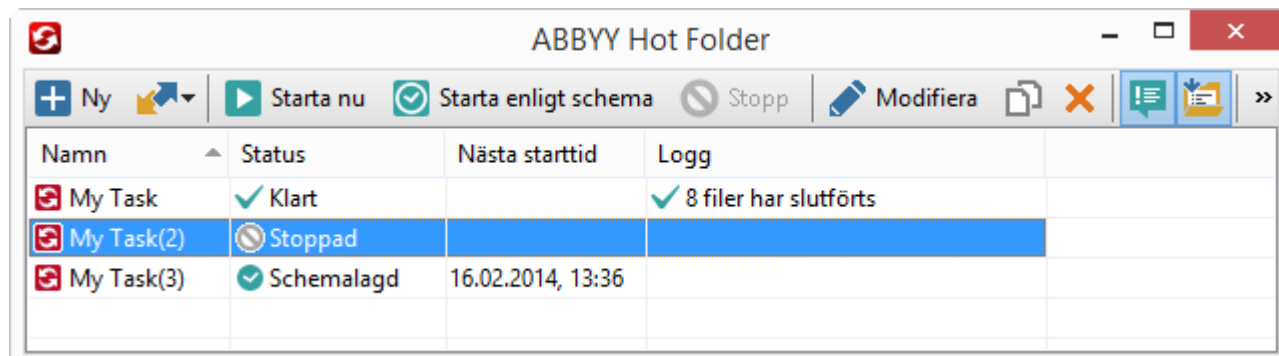 ABBYY Hot Folder
Ny Starta nu Starta enligt schema Stopp Modifiera »
Namn Status Nästa starttid Logg
My Task Klart 8 filer har slutförts
My Task(2) Stoppad
My Task(3) Schemalagd 16.02.2014, 13:36